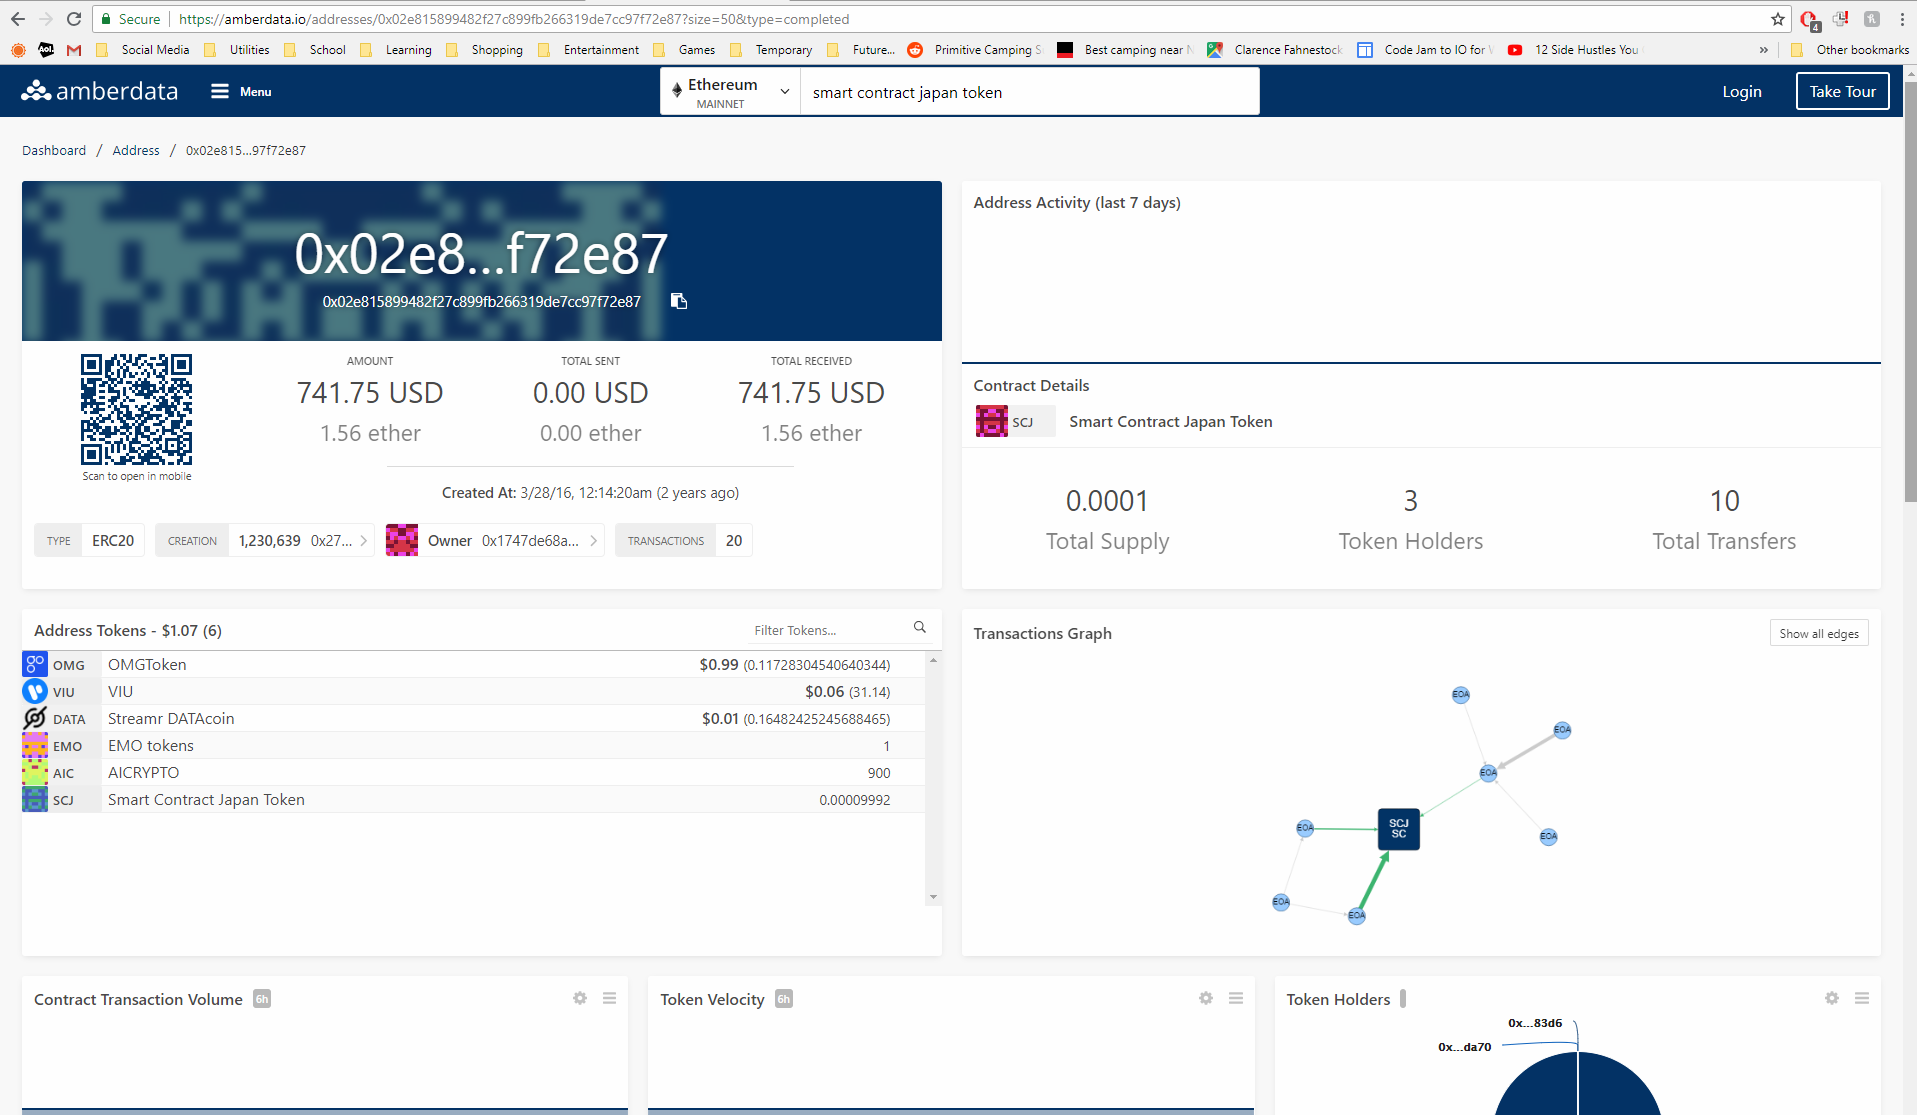 Secure https://amberdata.io/addresses/0x02e815899482f27c899fb266319de7cc97f72e87?size=50&type=completed
4
Aol. Social Media Utilities School Learning Shopping Entertainment Games Temporary Future... Primitive Camping S Best camping near Clarence Fahnestock Code Jam to IO for 12 Side Hustles You » Other bookmarks
amberdata Menu Ethereum MAINNET smart contract japan token Login Take Tour
Dashboard / Address / 0x02e815...97f72e87
0x02e8...f72e87
0x02e815899482f27c899fb266319de7cc97f72e87
Scan to open in mobile
AMOUNT
741.75 USD
1.56 ether
TOTAL SENT
0.00 USD
0.00 ether
TOTAL RECEIVED
741.75 USD
1.56 ether
Created At: 3/28/16, 12:14:20am (2 years ago)
TYPE ERC20 CREATION 1,230,639 0x27... Owner 0x1747de68a... TRANSACTIONS 20
Address Activity (last 7 days)
Contract Details
SCJ Smart Contract Japan Token
0.0001
Total Supply
3
Token Holders
10
Total Transfers
Address Tokens - $1.07 (6) Filter Tokens...
OMG OMGToken $0.99 (0.11728304540640344)
VIU VIU $0.06 (31.14)
DATA Streamr DATAcoin $0.01 (0.16482425245688465)
EMO EMO tokens 1
AIC AICRYPTO 900
SCJ Smart Contract Japan Token 0.00009992
Transactions Graph Show all edges
EOA
EOA
EOA
SCJ
SC
EOA
EOA
EOA
EOA
Contract Transaction Volume 6h
Token Velocity 6h
Token Holders
0x...83d6
0x...da70